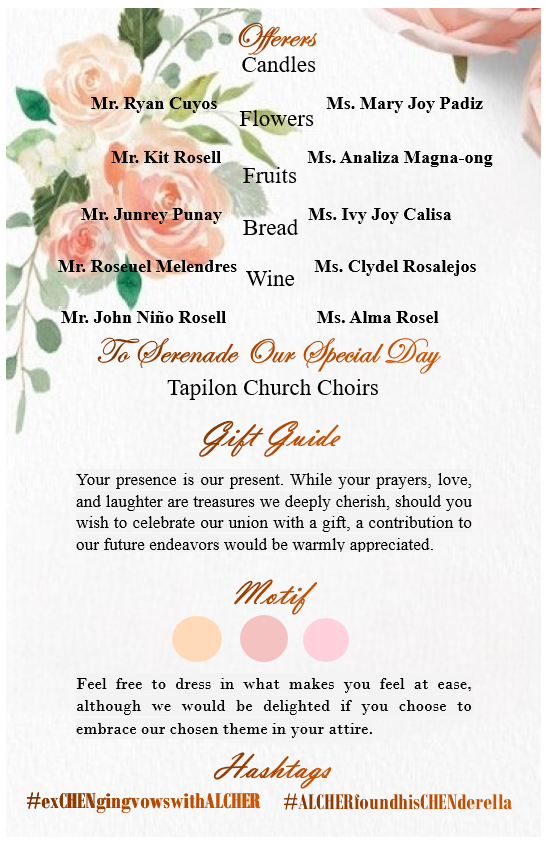 Offerers
Candles
Mr. Ryan Cuyos Ms. Mary Joy Padiz
Flowers
Mr. Kit Rosell Ms. Analiza Magna-ong
Fruits
Mr. Junrey Punay Ms. Ivy Joy Calisa
Bread
Mr. Roseuel Melendres Ms. Clydel Rosalejos
Wine
Mr. John Niño Rosell Ms. Alma Rosel
To Serenade Our Special Day
Tapilon Church Choirs
Gift Guide
Your presence is our present. While your prayers, love,
and laughter are treasures we deeply cherish, should you
wish to celebrate our union with a gift, a contribution to
our future endeavors would be warmly appreciated.
Motif
Feel free to dress in what makes you feel at ease,
although we would be delighted if you choose to
embrace our chosen theme in your attire.
Hashtags
#exCHENgingvowswithALCHER #ALCHERfoundhisCHENderella